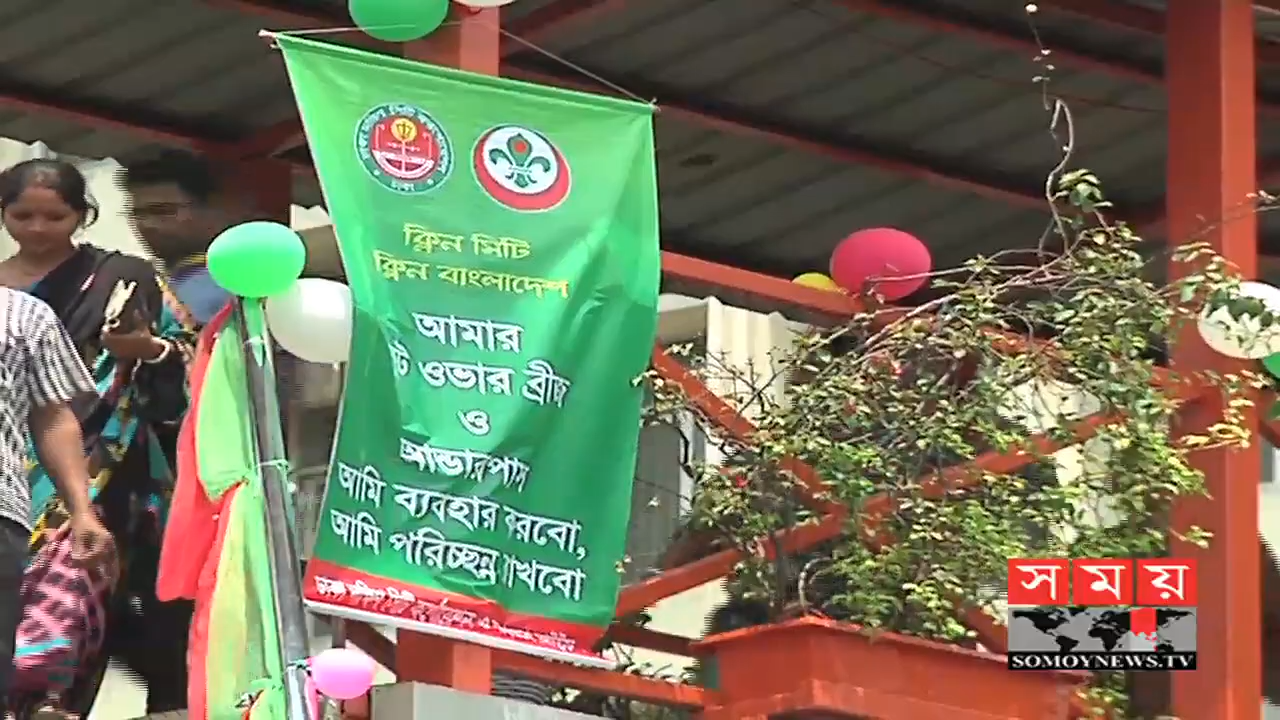 ক্লিন সিটি
ক্লিন বাংলাদেশ
আমার
ওভার ব্রীজ
ও
আন্ডারপাস
আমি ব্যবহার করবো,
আমি পরিচ্ছন্ন রাখবো
সময়
SOMOYNEWS.TV